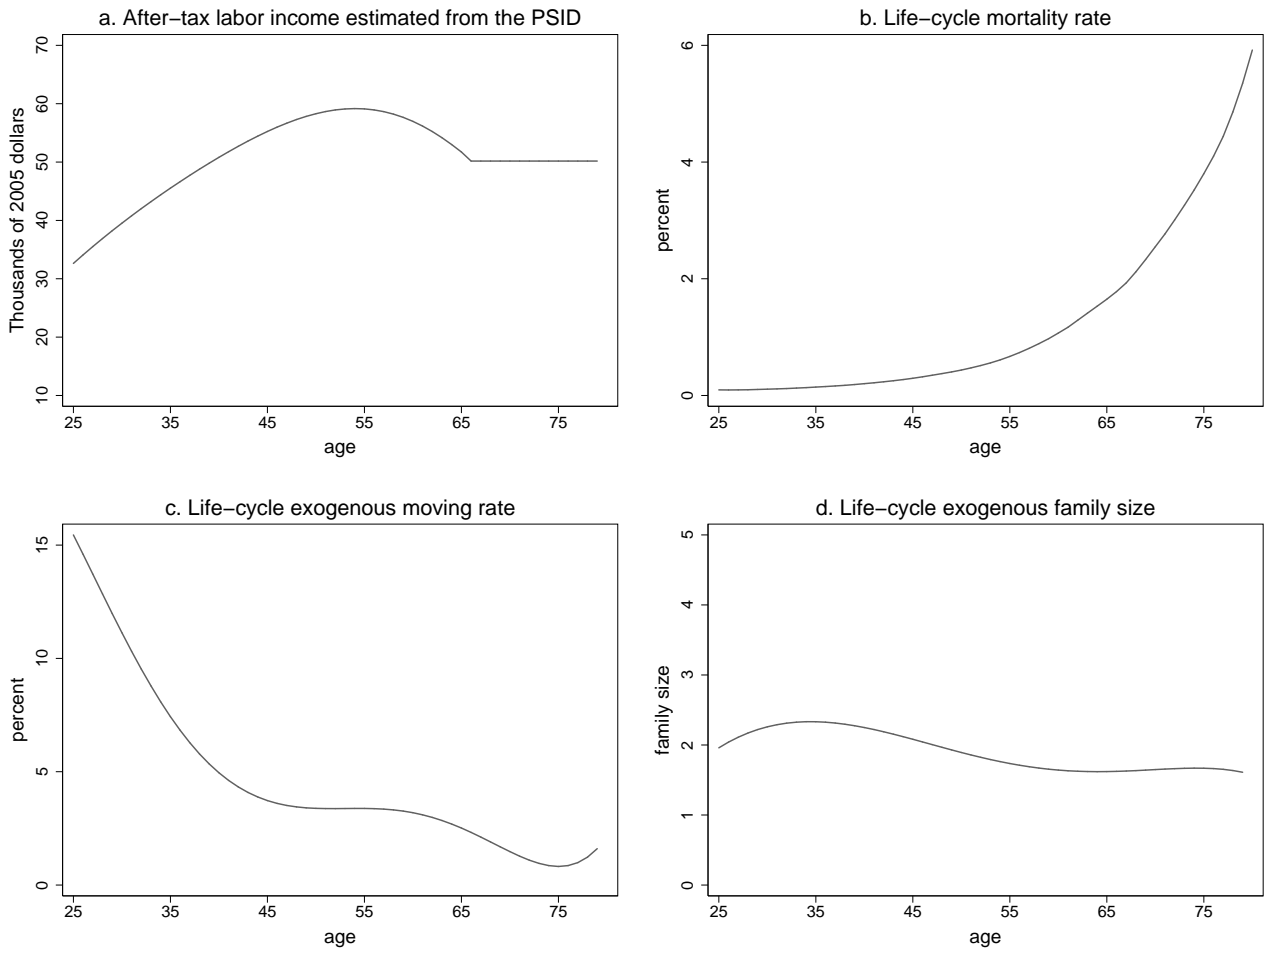 a. After−tax labor income estimated from the PSID
Thousands of 2005 dollars
70
60
50
40
30
20
10
25 35 45 55 65 75
age
b. Life−cycle mortality rate
percent
6
4
2
0
25 35 45 55 65 75
age
c. Life−cycle exogenous moving rate
percent
15
10
5
0
25 35 45 55 65 75
age
d. Life−cycle exogenous family size
family size
5
4
3
2
1
0
25 35 45 55 65 75
age